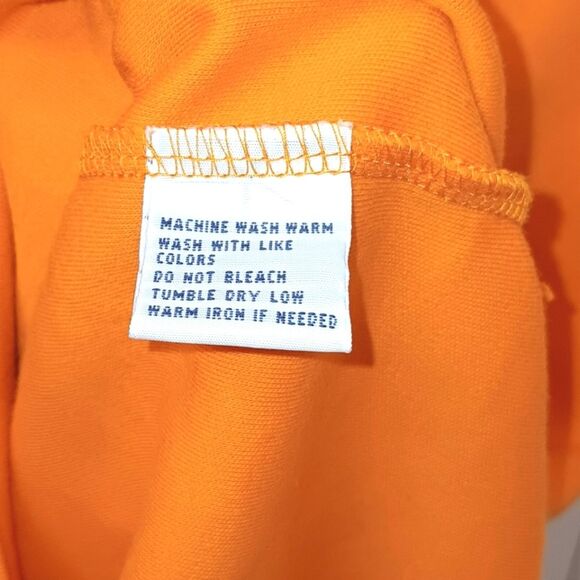 MACHINE WASH WARM
WASH WITH LIKE
COLORS
DO NOT BLEACH
TUMBLE DRY LOW
WARM IRON IF NEEDED